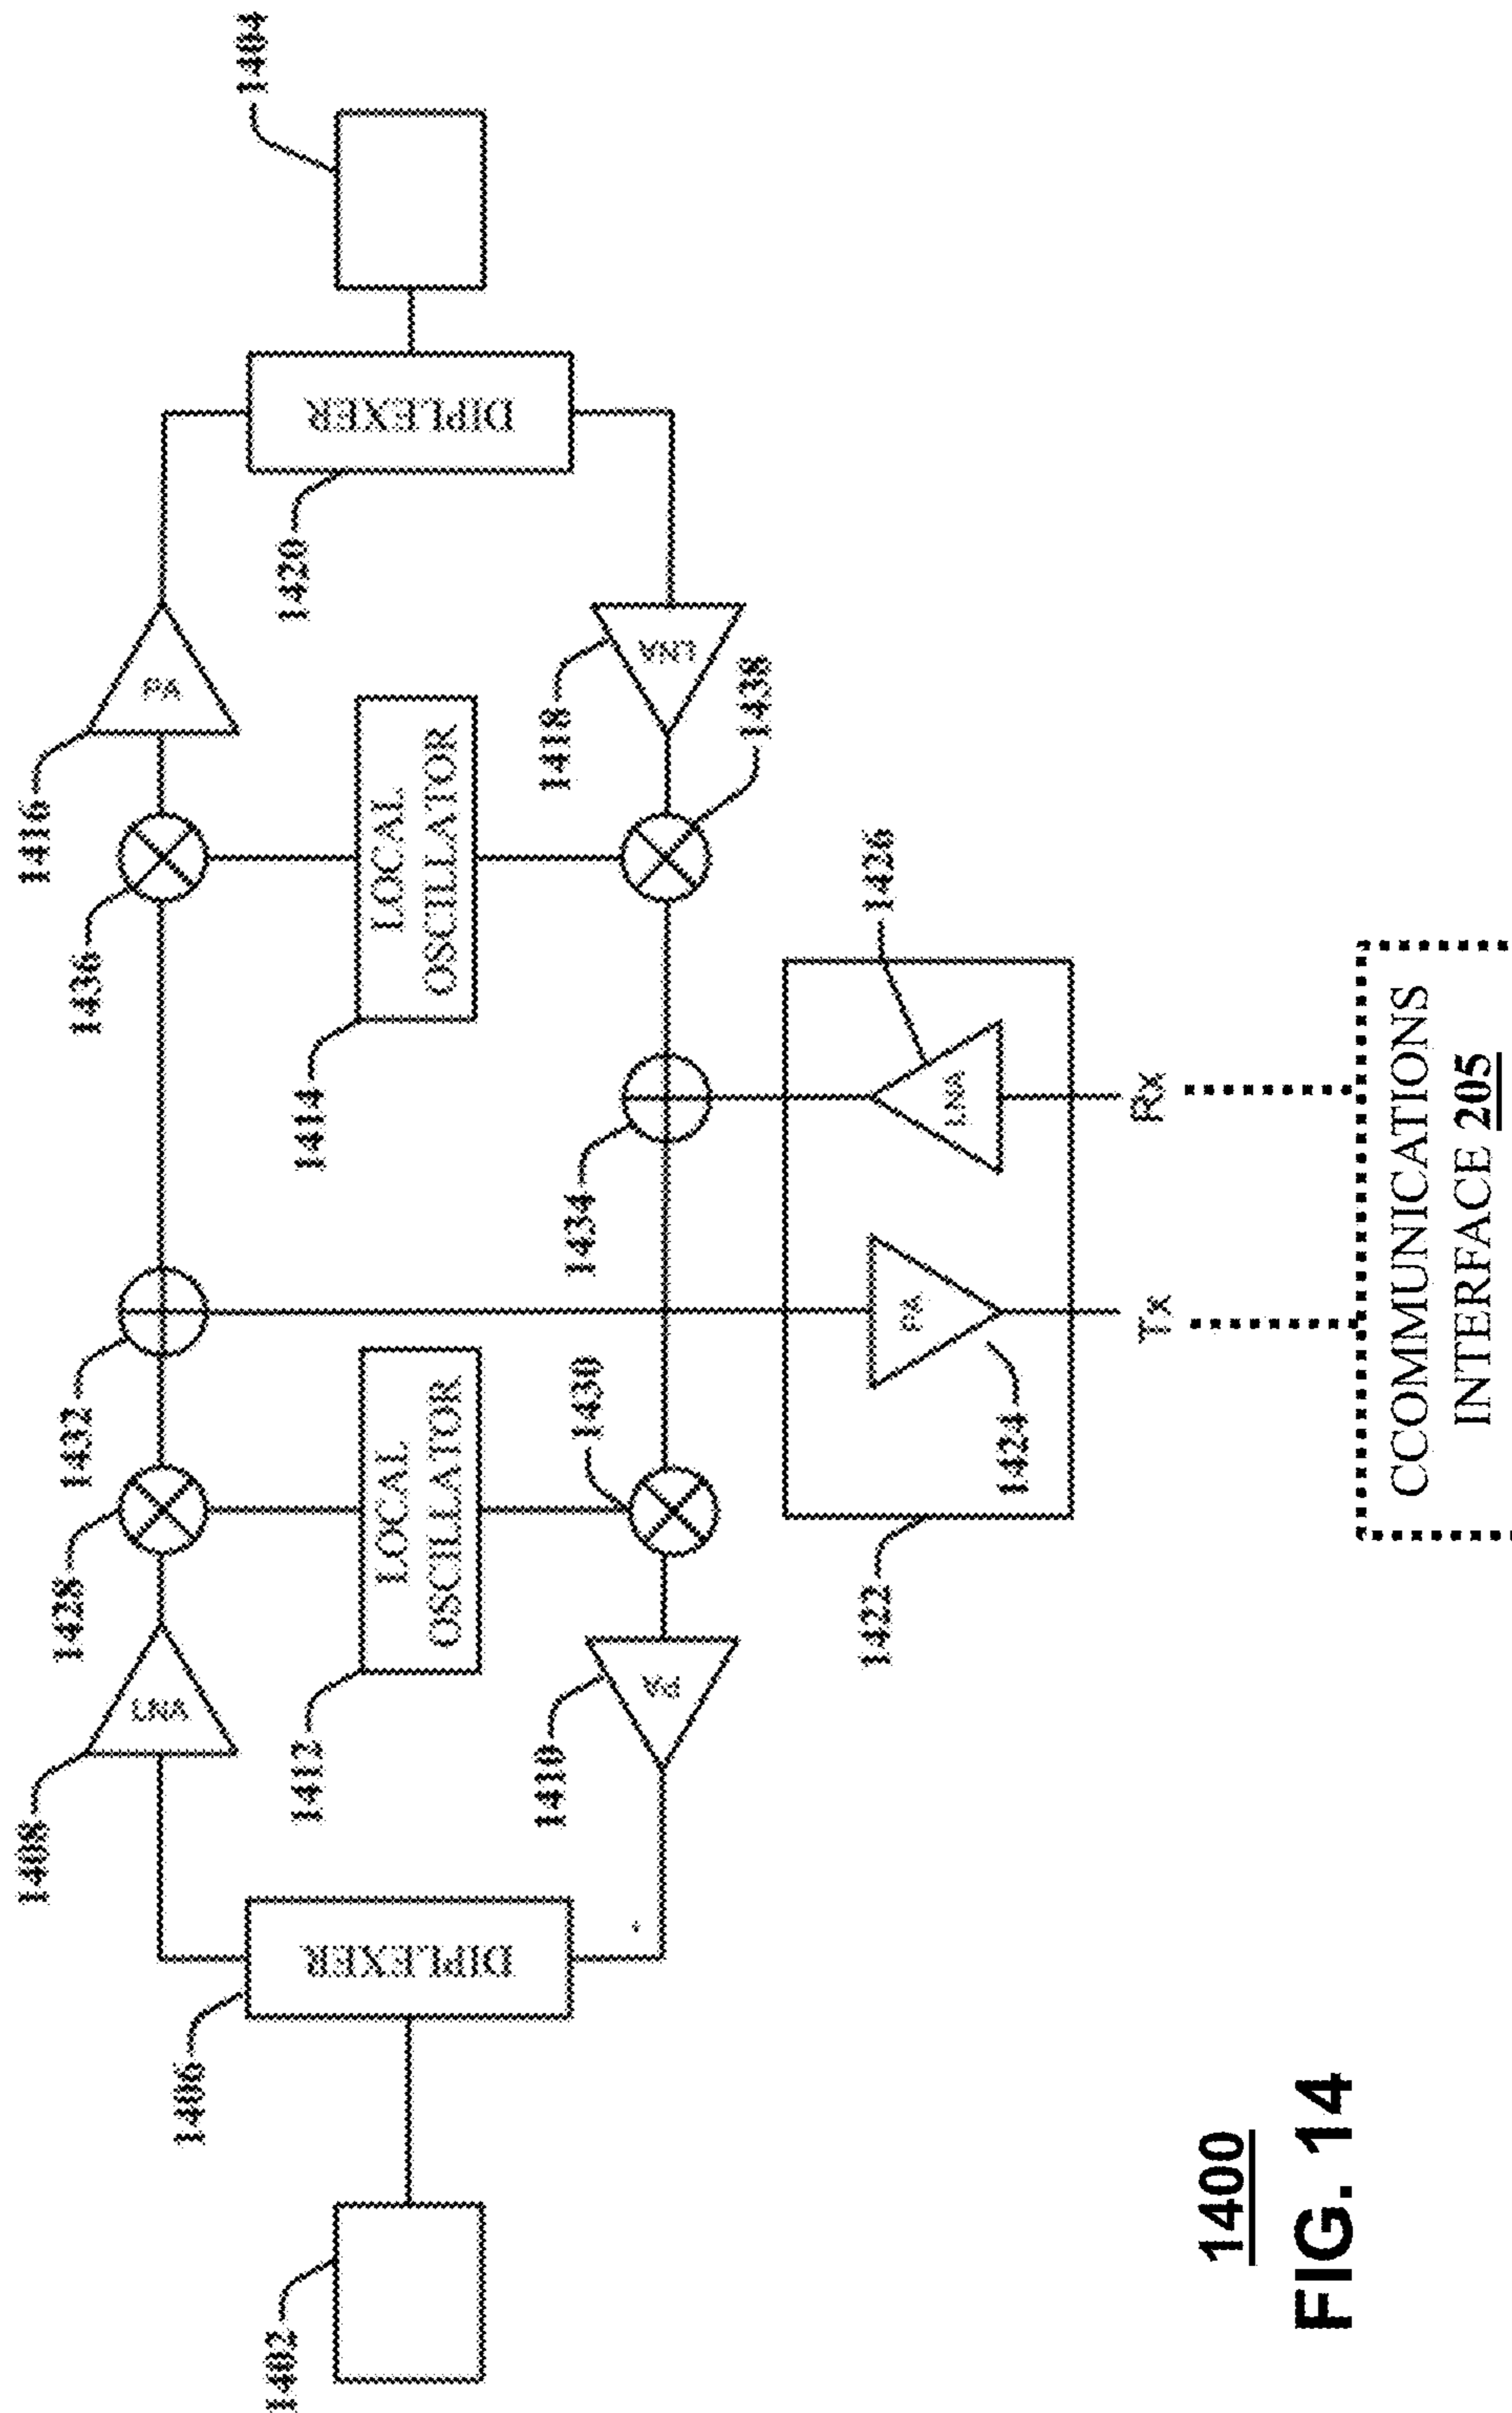 1404
1416
PA
1436
1420
DIPLEXER
LOCAL
OSCILLATOR
1414
1418
LNA
1438
1432
1434
1426
LNA
Rx
1428
LNA
1408
LOCAL
OSCILLATOR
1412
1430
PA
1410
PA
1424
TX
1422
CCOMMUNICATIONS
INTERFACE 205
DIPLEXER
1406
1402
1400
FIG. 14